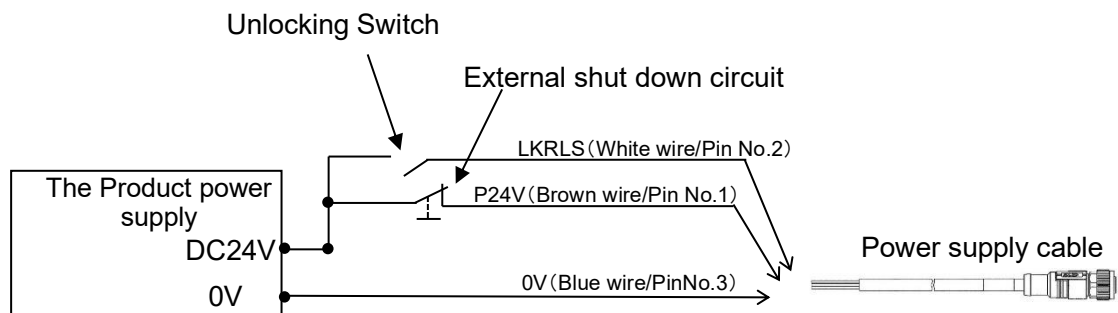 Unlocking Switch
External shut down circuit
LKRLS（White wire/Pin No.2）
The Product power
supply
P24V（Brown wire/Pin No.1）
DC24V
Power supply cable
0V
0V（Blue wire/PinNo.3）